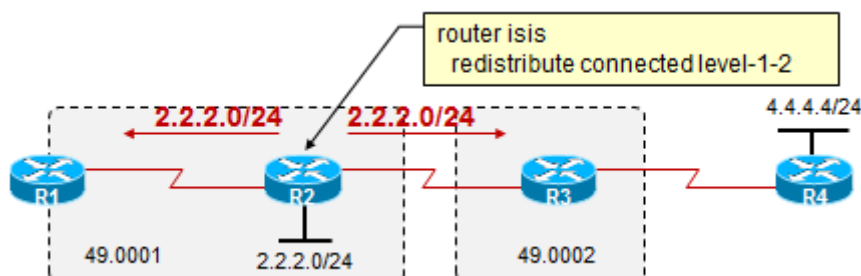 router isis
redistribute connected level-1-2
2.2.2.0/24 2.2.2.0/24
4.4.4.4/24
R1 R2 R3 R4
49.0001 2.2.2.0/24 49.0002